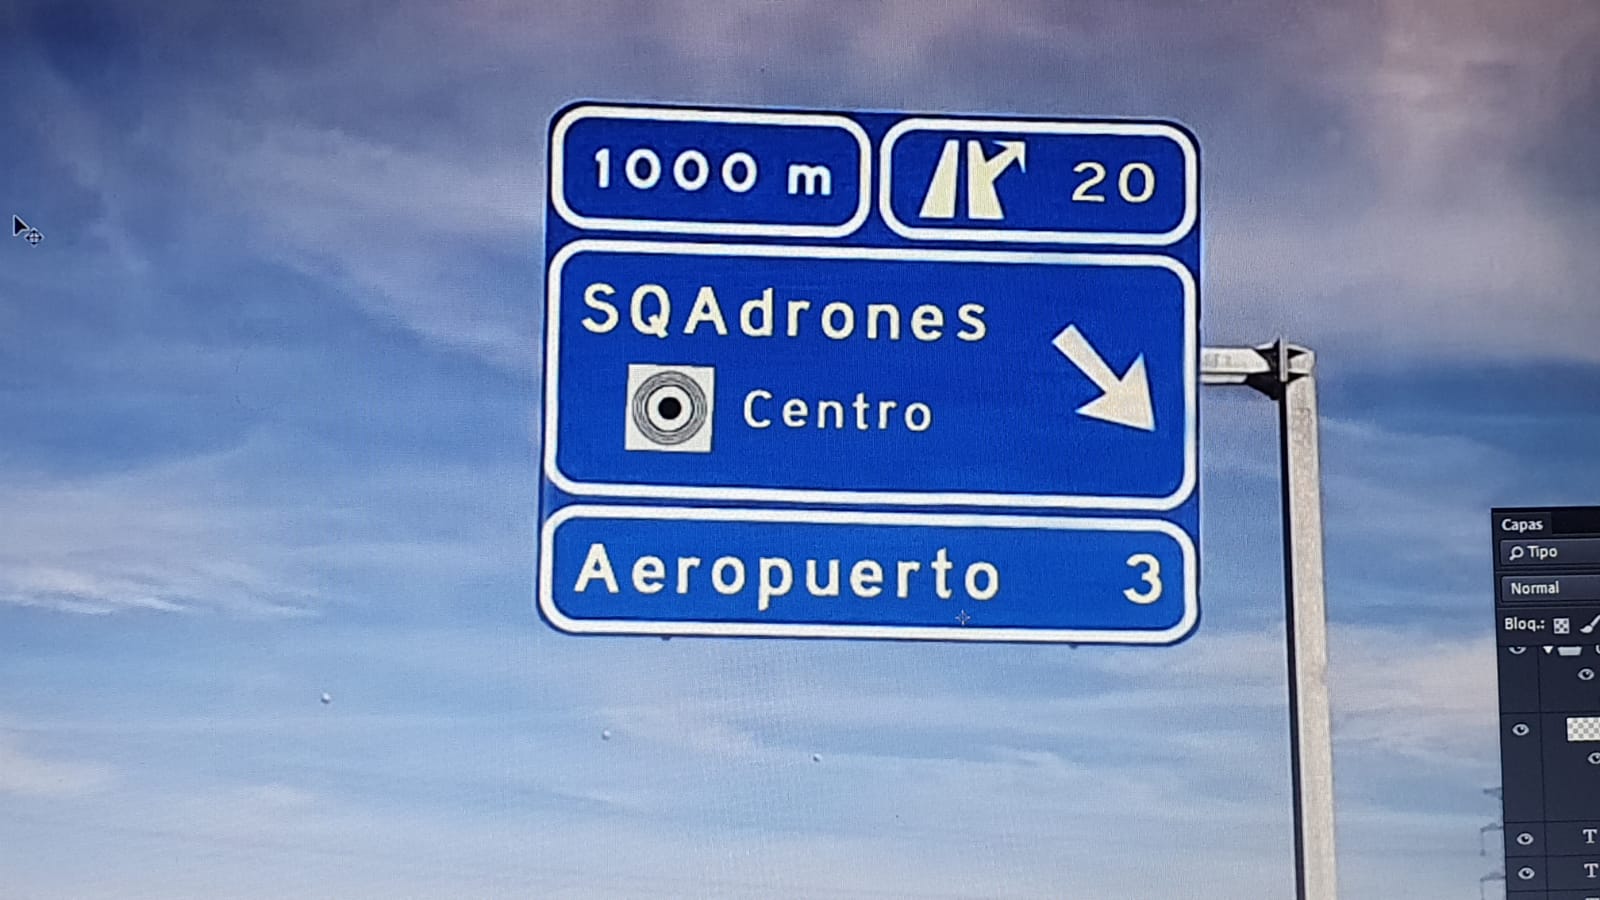 1000 m
20
SQAdrones
Centro
Aeropuerto 3
Capas
Tipo
Normal
Bloq.:
T
T